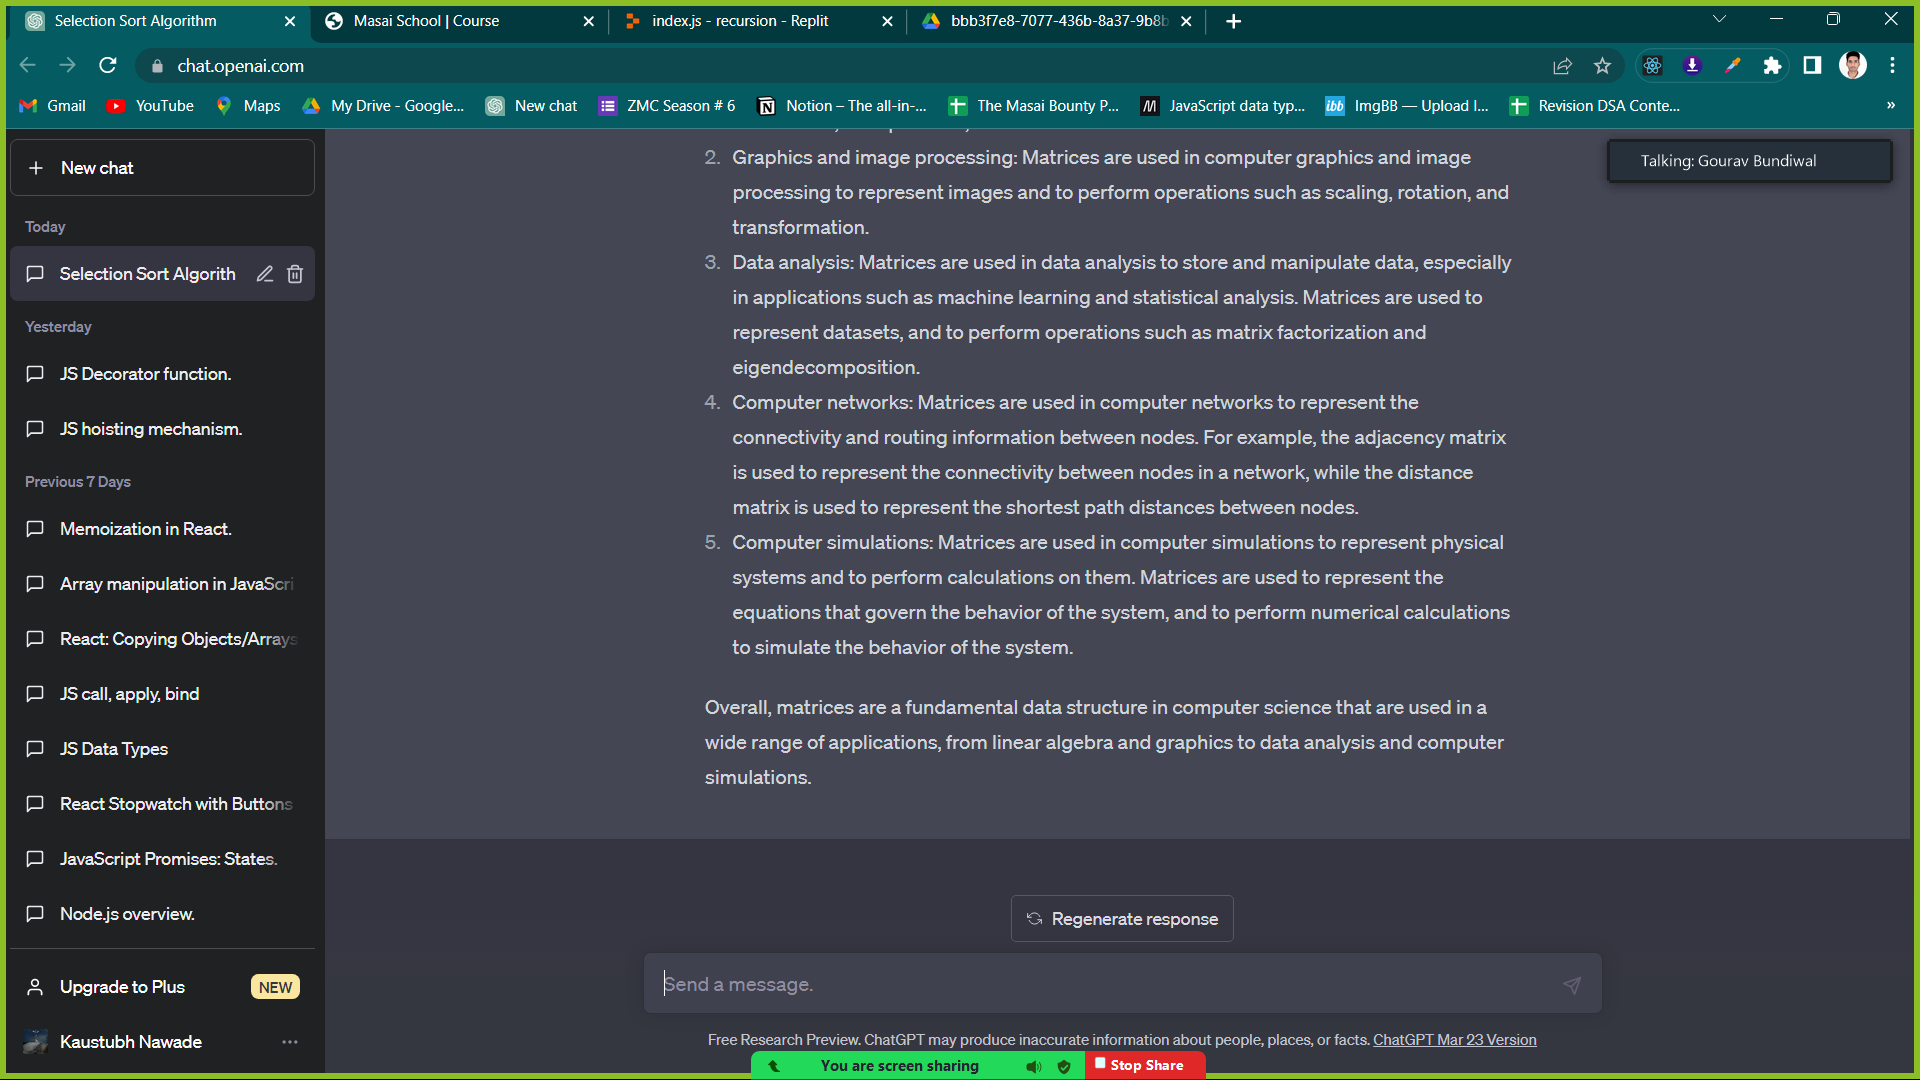 Selection Sort Algorithm
Masai School | Course
index.js - recursion - Replit
bbb3f7e8-7077-436b-8a37-9b8b
chat.openai.com
Gmail
YouTube
Maps
My Drive - Google...
New chat
ZMC Season # 6
Notion – The all-in-...
The Masai Bounty P...
JavaScript data typ...
ibb ImgBB — Upload I...
Revision DSA Conte...
»
New chat
Today
Selection Sort Algorith
Yesterday
JS Decorator function.
JS hoisting mechanism.
Previous 7 Days
Memoization in React.
Array manipulation in JavaScri
React: Copying Objects/Arrays
JS call, apply, bind
JS Data Types
React Stopwatch with Buttons
JavaScript Promises: States.
Node.js overview.
Upgrade to Plus NEW
Kaustubh Nawade
Talking: Gourav Bundiwal
2. Graphics and image processing: Matrices are used in computer graphics and image
processing to represent images and to perform operations such as scaling, rotation, and
transformation.
3. Data analysis: Matrices are used in data analysis to store and manipulate data, especially
in applications such as machine learning and statistical analysis. Matrices are used to
represent datasets, and to perform operations such as matrix factorization and
eigendecomposition.
4. Computer networks: Matrices are used in computer networks to represent the
connectivity and routing information between nodes. For example, the adjacency matrix
is used to represent the connectivity between nodes in a network, while the distance
matrix is used to represent the shortest path distances between nodes.
5. Computer simulations: Matrices are used in computer simulations to represent physical
systems and to perform calculations on them. Matrices are used to represent the
equations that govern the behavior of the system, and to perform numerical calculations
to simulate the behavior of the system.
Overall, matrices are a fundamental data structure in computer science that are used in a
wide range of applications, from linear algebra and graphics to data analysis and computer
simulations.
Regenerate response
Send a message.
Free Research Preview. ChatGPT may produce inaccurate information about people, places, or facts. ChatGPT Mar 23 Version
You are screen sharing
Stop Share